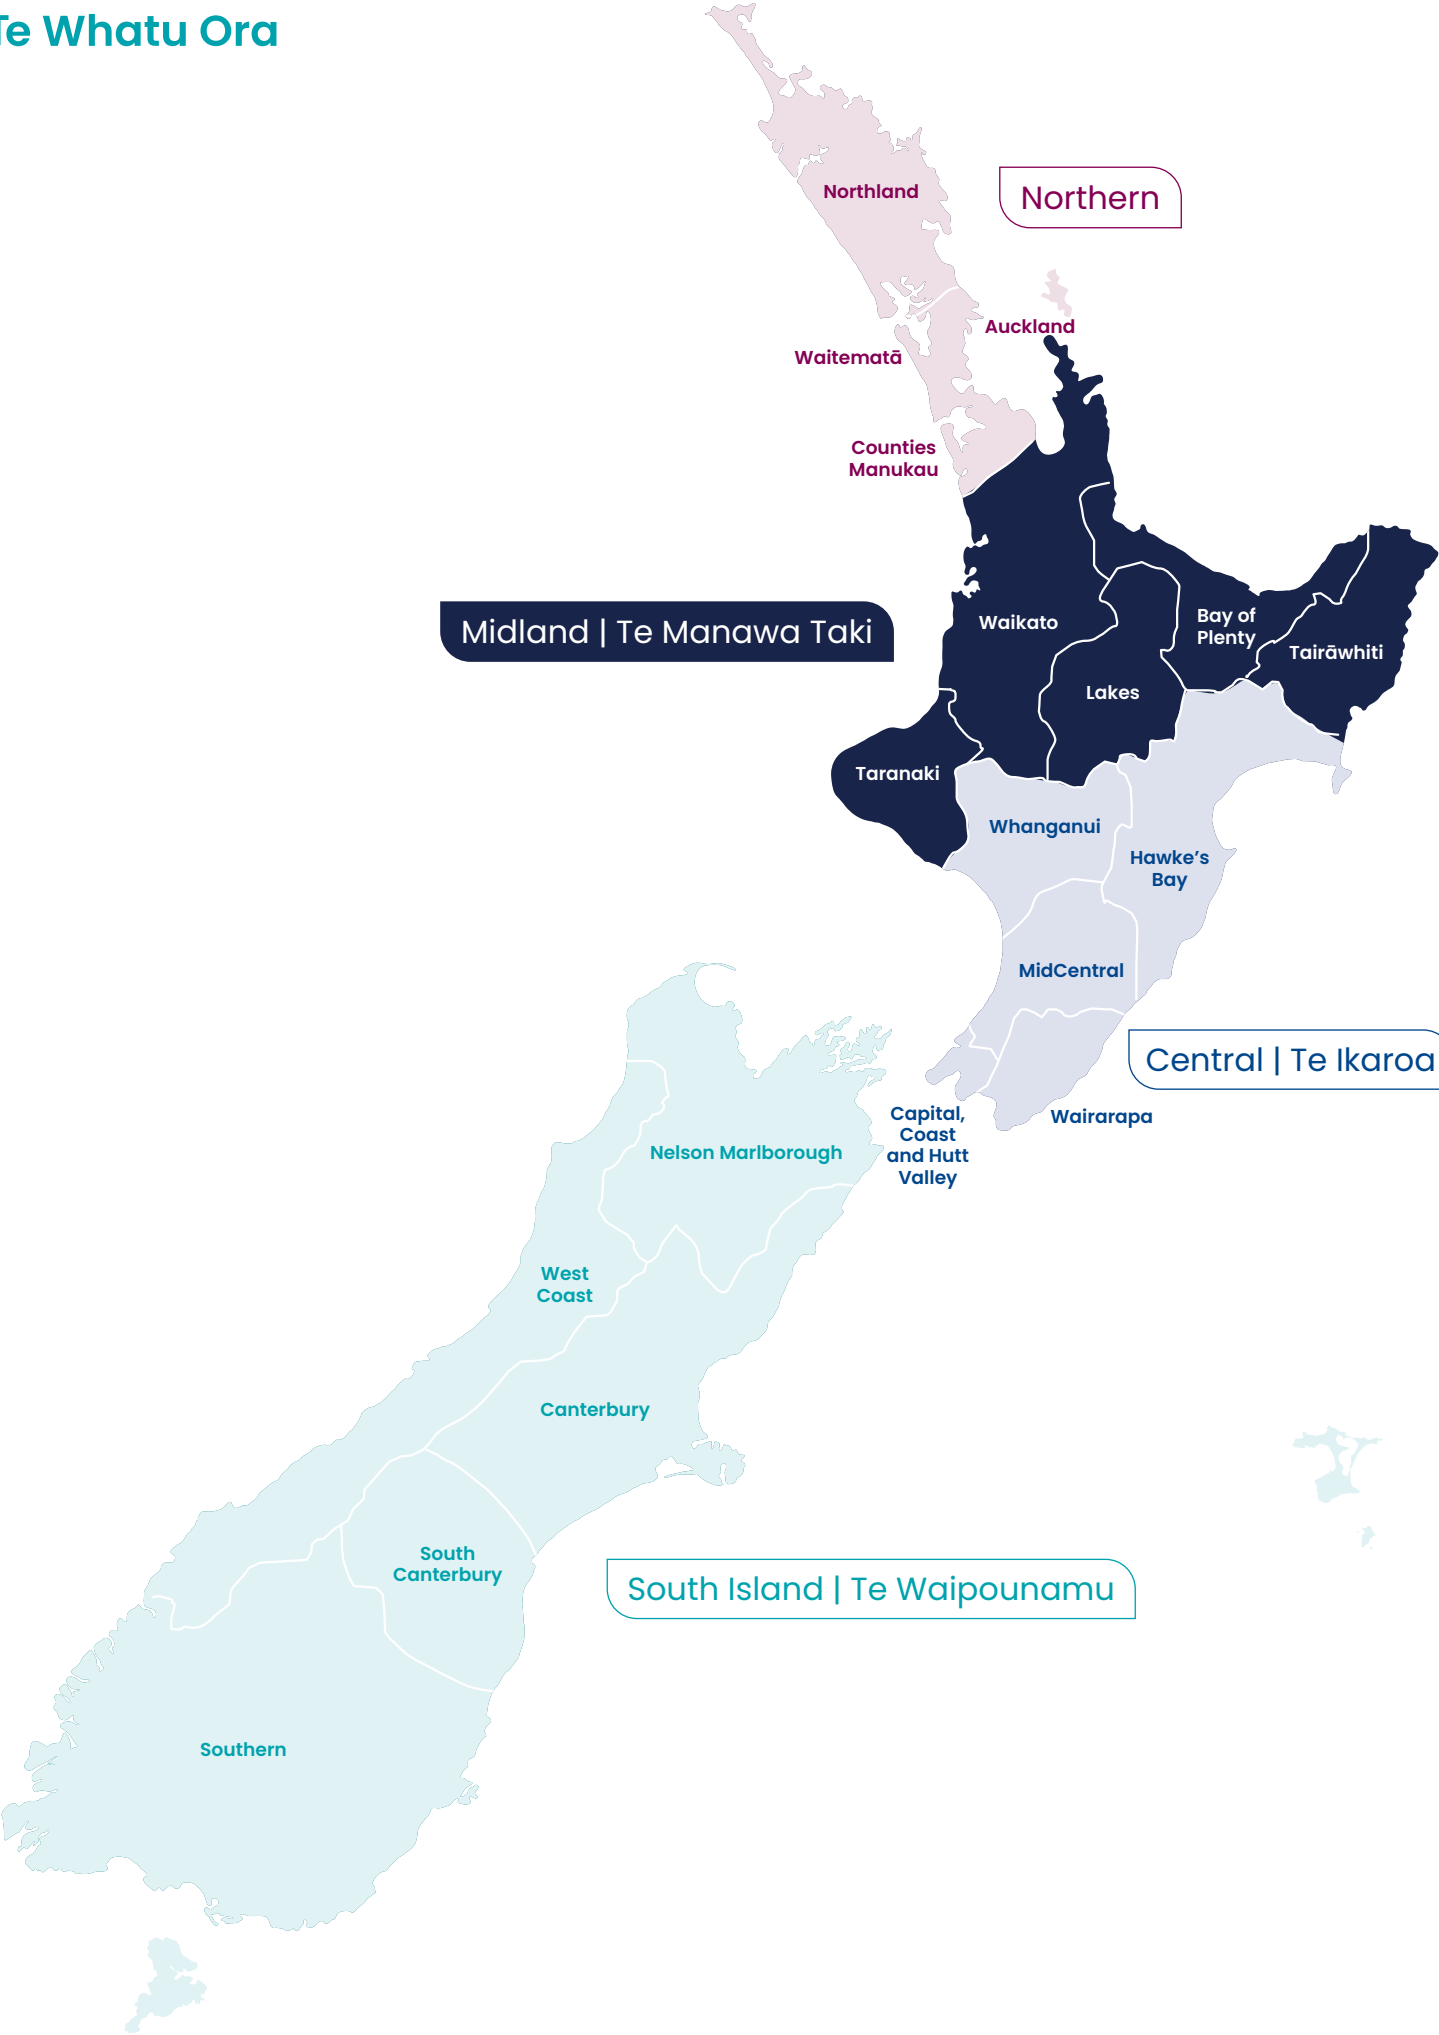 Te Whatu Ora
Northland
Northern
Auckland
Waitematā
Counties
Manukau
Midland | Te Manawa Taki
Waikato
Bay of
Plenty
Tairāwhiti
Lakes
Taranaki
Whanganui
Hawke’s
Bay
MidCentral
Central | Te Ikaroa
Capital,
Coast
and Hutt
Valley
Wairarapa
Nelson Marlborough
West
Coast
Canterbury
South
Canterbury
South Island | Te Waipounamu
Southern